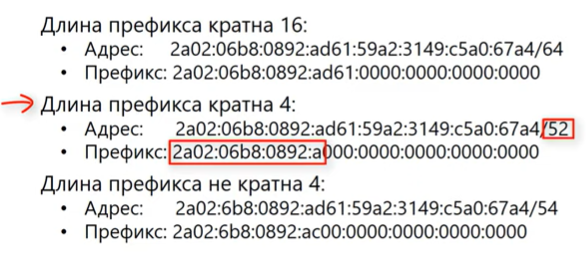 Длина префикса кратна 16:
• Адрес: 2a02:06b8:0892:ad61:59a2:3149:c5a0:67a4/64
• Префикс: 2a02:06b8:0892:ad61:0000:0000:0000:0000
Длина префикса кратна 4:
• Адрес: 2a02:06b8:0892:ad61:59a2:3149:c5a0:67a4/52
• Префикс: 2a02:06b8:0892:a000:0000:0000:0000:0000
Длина префикса не кратна 4:
• Адрес: 2a02:6b8:0892:ad61:59a2:3149:c5a0:67a4/54
• Префикс: 2a02:6b8:0892:ac00:0000:0000:0000:0000